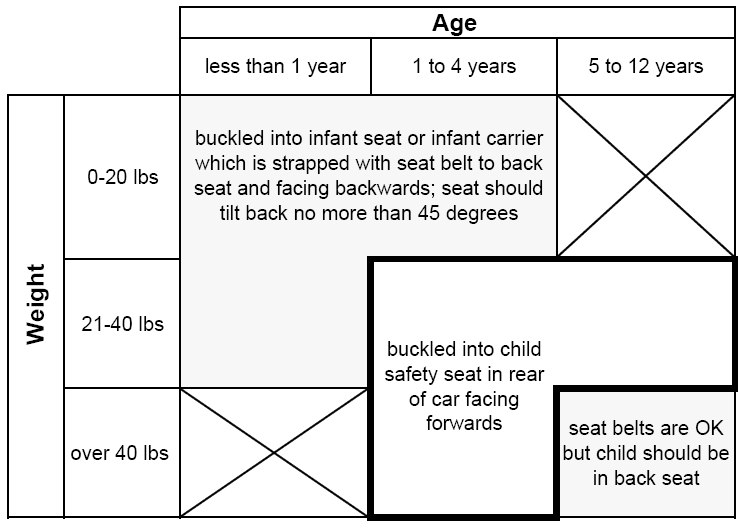 Age
less than 1 year
1 to 4 years
5 to 12 years
Weight
0-20 lbs
buckled into infant seat or infant carrier
which is strapped with seat belt to back
seat and facing backwards; seat should
tilt back no more than 45 degrees
21-40 lbs
buckled into child
safety seat in rear
of car facing
forwards
over 40 lbs
seat belts are OK
but child should be
in back seat